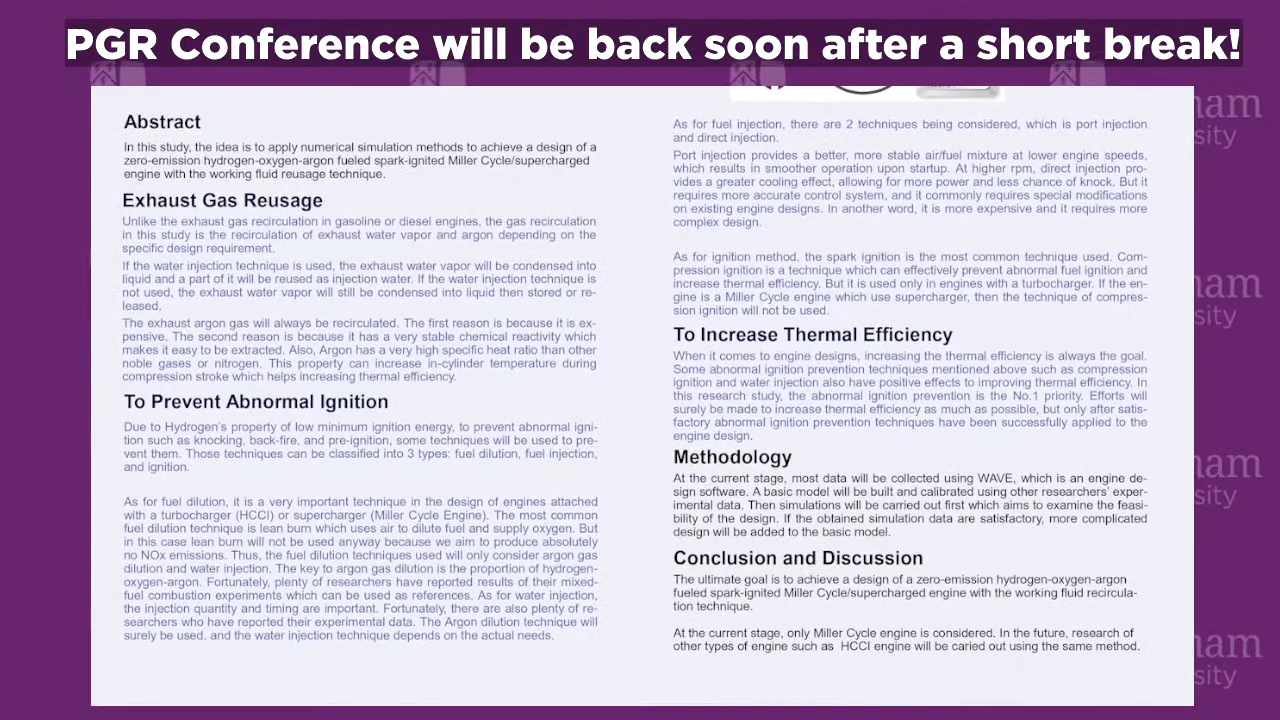 PGR Conference will be back soon after a short break!
Abstract
In this study, the idea is to apply numerical simulation methods to achieve a design of a
zero-emission hydrogen-oxygen-argon fueled spark-ignited Miller Cycle/supercharged
engine with the working fluid reusage technique.
Exhaust Gas Reusage
Unlike the exhaust gas recirculation in gasoline or diesel engines, the gas recirculation
in this study is the recirculation of exhaust water vapor and argon depending on the
specific design requirement.
If the water injection technique is used, the exhaust water vapor will be condensed into
liquid and a part of it will be reused as injection water. If the water injection technique is
not used, the exhaust water vapor will still be condensed into liquid then stored or re-
leased.
The exhaust argon gas will always be recirculated. The first reason is because it is ex-
pensive. The second reason is because it has a very stable chemical reactivity which
makes it easy to be extracted. Also, Argon has a very high specific heat ratio than other
noble gases or nitrogen. This property can increase in-cylinder temperature during
compression stroke which helps increasing thermal efficiency.
To Prevent Abnormal Ignition
Due to Hydrogen's property of low minimum ignition energy, to prevent abnormal igni-
tion such as knocking, back-fire, and pre-ignition, some techniques will be used to pre-
vent them. Those techniques can be classified into 3 types: fuel dilution, fuel injection,
and ignition.
As for fuel dilution, it is a very important technique in the design of engines attached
with a turbocharger (HCCI) or supercharger (Miller Cycle Engine). The most common
fuel dilution technique is lean burn which uses air to dilute fuel and supply oxygen. But
in this case lean burn will not be used anyway because we aim to produce absolutely
no NOx emissions. Thus, the fuel dilution techniques used will only consider argon gas
dilution and water injection. The key to argon gas dilution is the proportion of hydrogen-
oxygen-argon. Fortunately, plenty of researchers have reported results of their mixed-
fuel combustion experiments which can be used as references. As for water injection,
the injection quantity and timing are important. Fortunately, there are also plenty of re-
searchers who have reported their experimental data. The Argon dilution technique will
surely be used. and the water injection technique depends on the actual needs.
As for fuel injection, there are 2 techniques being considered, which is port injection
and direct injection.
Port injection provides a better, more stable air/fuel mixture at lower engine speeds,
which results in smoother operation upon startup. At higher rpm, direct injection pro-
vides a greater cooling effect, allowing for more power and less chance of knock. But it
requires more accurate control system, and it commonly requires special modifications
on existing engine designs. In another word, it is more expensive and it requires more
complex design.
As for ignition method, the spark ignition is the most common technique used. Com-
pression ignition is a technique which can effectively prevent abnormal fuel ignition and
increase thermal efficiency. But it is used only in engines with a turbocharger. If the en-
gine is a Miller Cycle engine which use supercharger, then the technique of compres-
sion ignition will not be used.
To Increase Thermal Efficiency
When it comes to engine designs, increasing the thermal efficiency is always the goal.
Some abnormal ignition prevention techniques mentioned above such as compression
ignition and water injection also have positive effects to improving thermal efficiency. In
this research study, the abnormal ignition prevention is the No.1 priority. Efforts will
surely be made to increase thermal efficiency as much as possible, but only after satis-
factory abnormal ignition prevention techniques have been successfully applied to the
engine design.
Methodology
At the current stage, most data will be collected using WAVE, which is an engine de-
sign software. A basic model will be built and calibrated using other researchers' exper-
imental data. Then simulations will be carried out first which aims to examine the feasi-
bility of the design. If the obtained simulation data are satisfactory, more complicated
design will be added to the basic model.
Conclusion and Discussion
The ultimate goal is to achieve a design of a zero-emission hydrogen-oxygen-argon
fueled spark-ignited Miller Cycle/supercharged engine with the working fluid recircula-
tion technique.
At the current stage, only Miller Cycle engine is considered. In the future, research of
other types of engine such as  HCCI engine will be caried out using the same method.